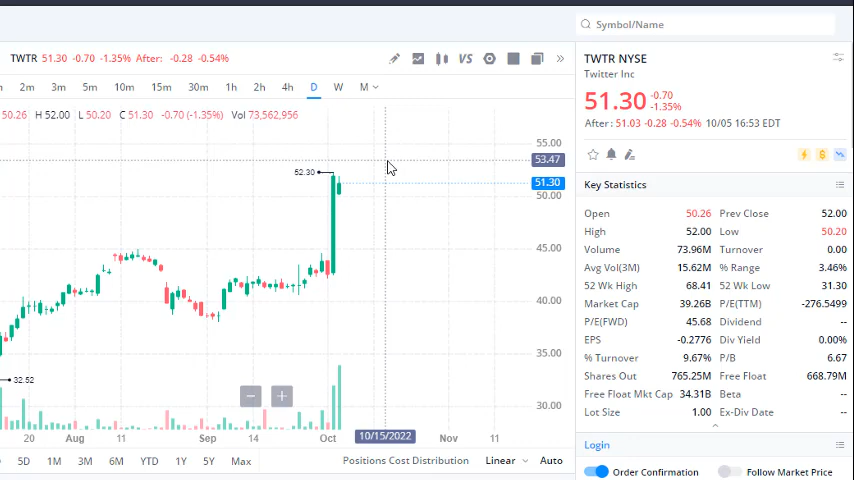 Symbol/Name
TWTR 51.30 -0.70 -1.35% After: -0.28 -0.54%
VS
2m 3m 5m 10m 15m 30m 1h 2h 4h D W M
50.26 H 52.00 L 50.20 C 51.30 -0.70 (-1.35%) Vol 73,562,956
55.00
53.47
52.30
51.30
50.00
45.00
40.00
35.00
32.52
30.00
20 Aug 11 Sep 14 Oct 10/15/2022 Nov 11
5D 1M 3M 6M YTD 1Y 5Y Max Positions Cost Distribution Linear Auto
TWTR NYSE
Twitter Inc
51.30 -0.70
-1.35%
After : 51.03 -0.28 -0.54% 10/05 16:53 EDT
Key Statistics
Open 50.26 Prev Close 52.00
High 52.00 Low 50.20
Volume 73.96M Turnover 0.00
Avg Vol(3M) 15.62M % Range 3.46%
52 Wk High 68.41 52 Wk Low 31.30
Market Cap 39.26B P/E(TTM) -276.5499
P/E(FWD) 45.68 Dividend --
EPS -0.2776 Div Yield 0.00%
% Turnover 9.67% P/B 6.67
Shares Out 765.25M Free Float 668.79M
Free Float Mkt Cap 34.31B Beta --
Lot Size 1.00 Ex-Div Date --
Login
Order Confirmation Follow Market Price